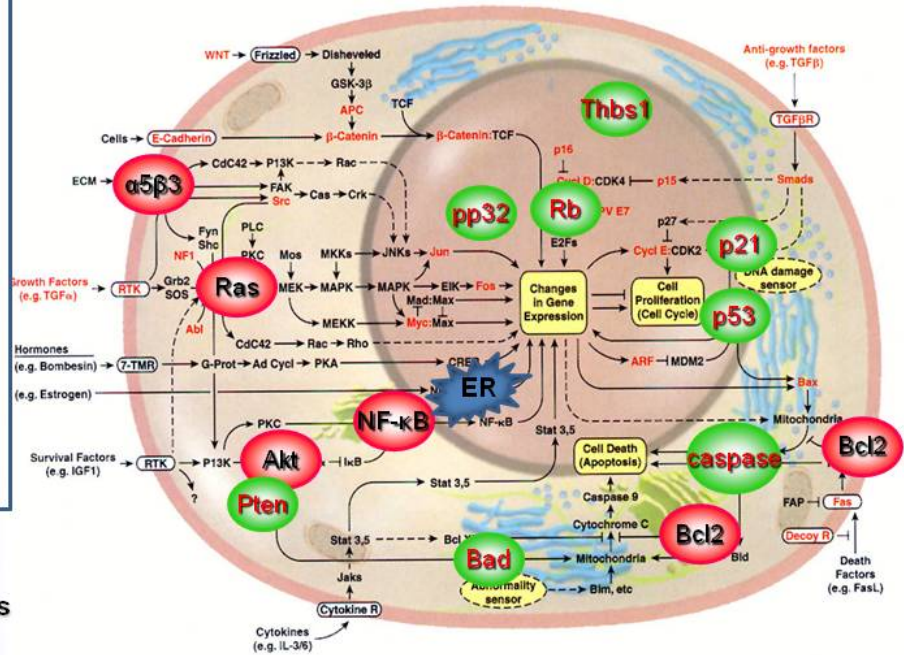 Anti-growth factors
(e.g. TGFβ)
WNT
Frizzled
Disheveled
GSK-3β
APC
TCF
Thbs1
TGFβR
Cells
E-Cadherin
β-Catenin
β-Catenin:TCF
p16
ECM
α5β3
CdC42
P13K
Rac
:CDK4
p15
Smads
FAK
Src
Cas
Crk
pp32
Rb
PV E7
p27
Fyn
Shc
PLC
PKC
NF1
E2Fs
p21
Mos
MKKs
JNKs
Jun
Cycl E:CDK2
DNA damage
sensor
Growth Factors
(e.g. TGFα)
RTK
Grb2
SOS
Ras
MEK
MAPK
MAPK
ElK
Fos
Changes
in Gene
Expression
Cell
Proliferation
(Cell Cycle)
Mad:Max
Abl
MEKK
Myc:Max
p53
CdC42
Rac
Rho
ARF
MDM2
Hormones
(e.g. Bombesin)
7-TMR
G-Prot
Ad Cycl
PKA
ER
Bax
(e.g. Estrogen)
PKC
NF-κB
NF-κB
Mitochondria
Stat 3,5
Cell Death
(Apoptosis)
caspase
Bcl2
Survival Factors
(e.g. IGF1)
RTK
P13K
Akt
IκB
?
Pten
Stat 3,5
Caspase 9
FAP
Fas
Cytochrome C
Bcl2
Decoy R
Stat 3,5
Bad
Mitochondria
Bid
Death
Factors
(e.g. FasL)
Jaks
Abnormality
sensor
Bim, etc
s
Cytokine R
Cytokines
(e.g. IL-3/6)